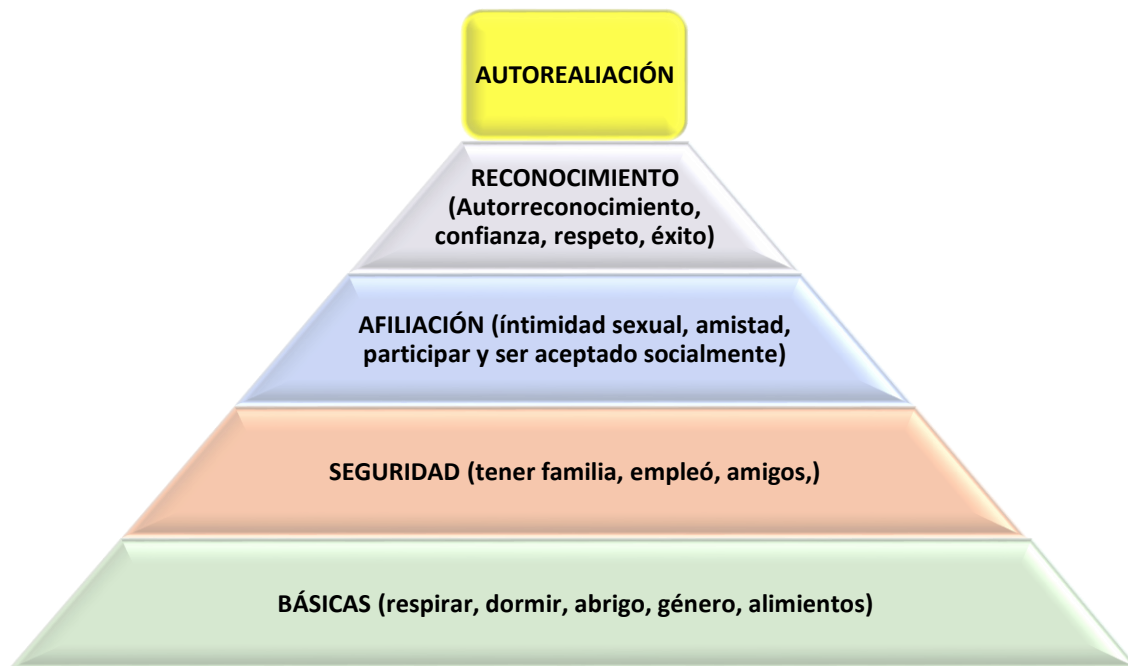 AUTOREALIACIÓN
RECONOCIMIENTO
(Autorreconocimiento,
confianza, respeto, éxito)
AFILIACIÓN (íntimidad sexual, amistad,
participar y ser aceptado socialmente)
SEGURIDAD (tener familia, empleó, amigos,)
BÁSICAS (respirar, dormir, abrigo, género, alimientos)